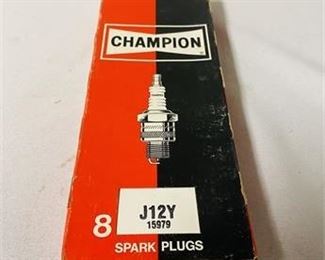 CHAMPION
J12Y
15979
8
SPARK PLUGS